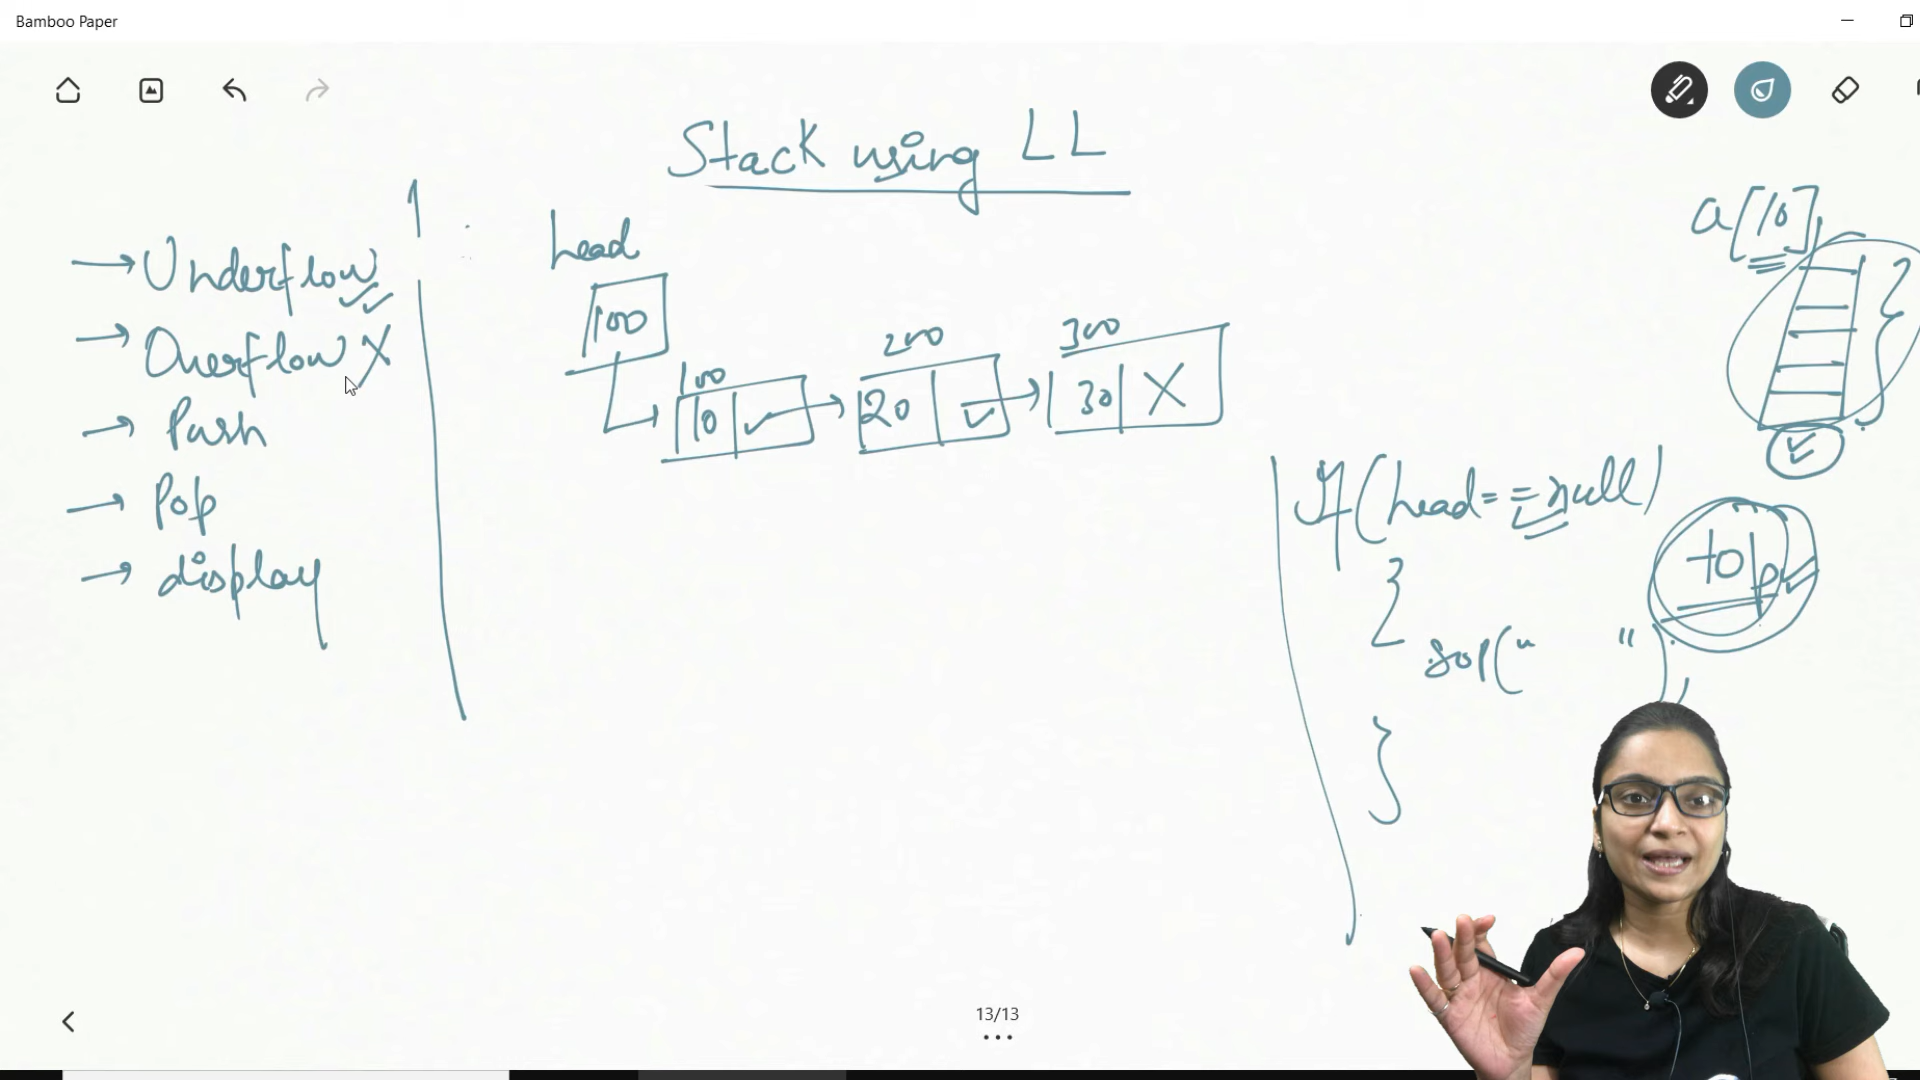 Bamboo Paper
Stack using LL
a[10]
→ Underflow
→ Overflow X
→ Push
→ Pop
→ display
head
100
100
10
200
20
300
30 X
If(head==null)
{
sop(" ");
}
top
13/13